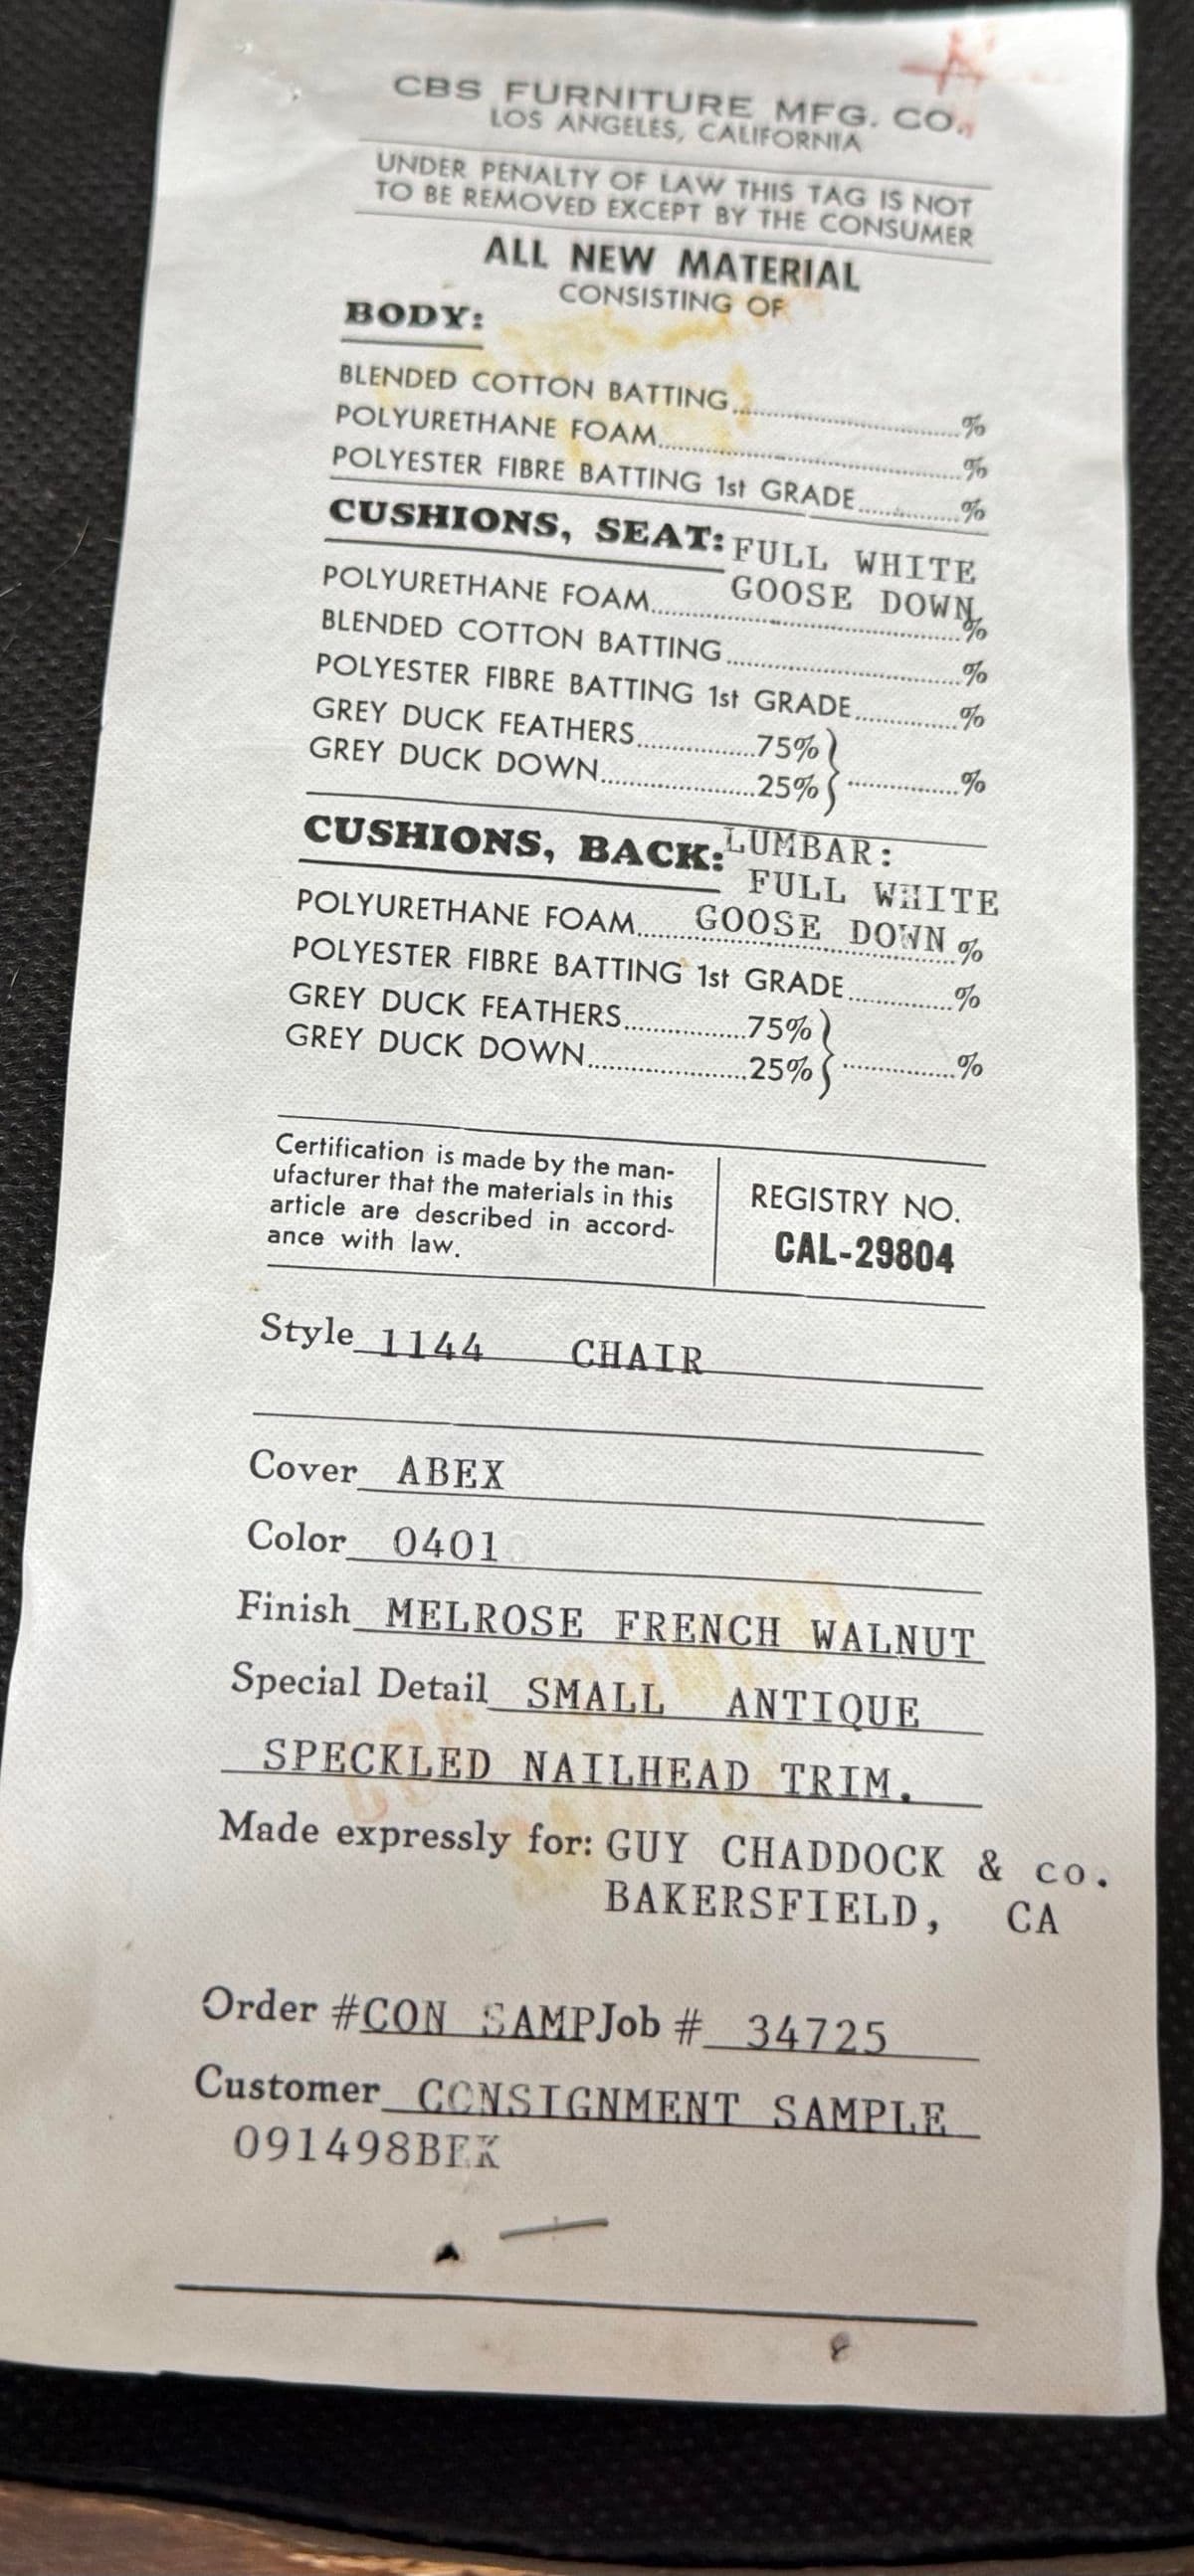 CBS FURNITURE MFG. CO.
LOS ANGELES, CALIFORNIA
UNDER PENALTY OF LAW THIS TAG IS NOT
TO BE REMOVED EXCEPT BY THE CONSUMER
ALL NEW MATERIAL
CONSISTING OF
BODY:
BLENDED COTTON BATTING..............................%
POLYURETHANE FOAM..............................%
POLYESTER FIBRE BATTING 1st GRADE..............%
CUSHIONS, SEAT: FULL WHITE
GOOSE DOWN
POLYURETHANE FOAM..............................%
BLENDED COTTON BATTING..............................%
POLYESTER FIBRE BATTING 1st GRADE..............%
GREY DUCK FEATHERS................75%
GREY DUCK DOWN....................25% } ...............%
CUSHIONS, BACK: LUMBAR:
FULL WHITE
POLYURETHANE FOAM...... GOOSE DOWN %
POLYESTER FIBRE BATTING 1st GRADE..............%
GREY DUCK FEATHERS................75%
GREY DUCK DOWN....................25% } ...............%
Certification is made by the man-
ufacturer that the materials in this
article are described in accord-
ance with law.
REGISTRY NO.
CAL-29804
Style 1144 CHAIR
Cover ABEX
Color 0401
Finish MELROSE FRENCH WALNUT
Special Detail SMALL ANTIQUE
SPECKLED NAILHEAD TRIM.
Made expressly for: GUY CHADDOCK & co.
BAKERSFIELD, CA
Order #CON SAMP Job # 34725
Customer CONSIGNMENT SAMPLE
091498BEK